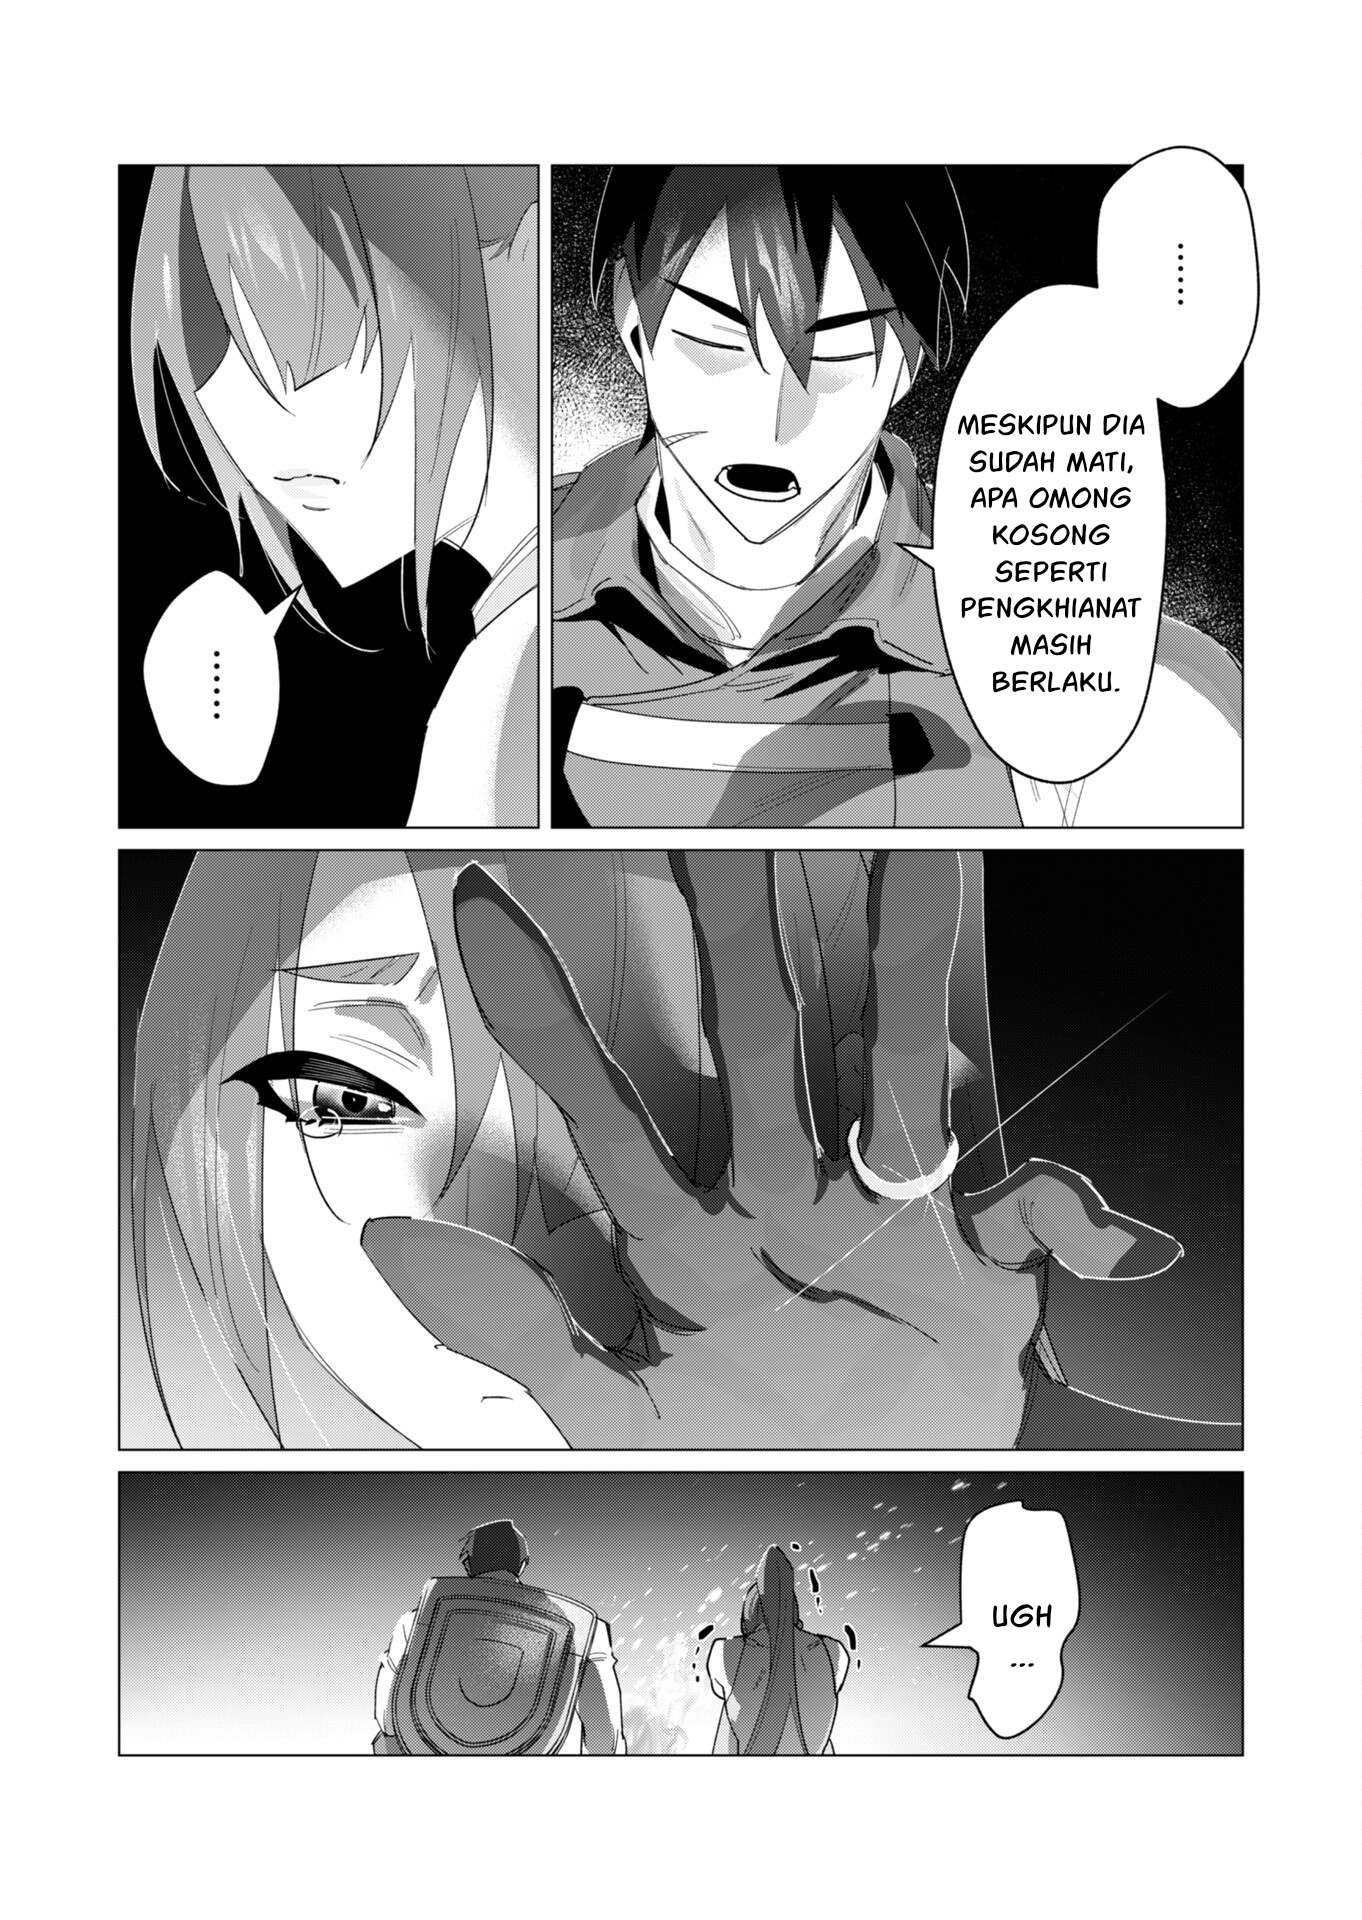 ……
MESKIPUN DIA
SUDAH MATI,
APA OMONG
KOSONG
SEPERTI
PENGKHIANAT
MASIH
BERLAKU.
……
UGH
...